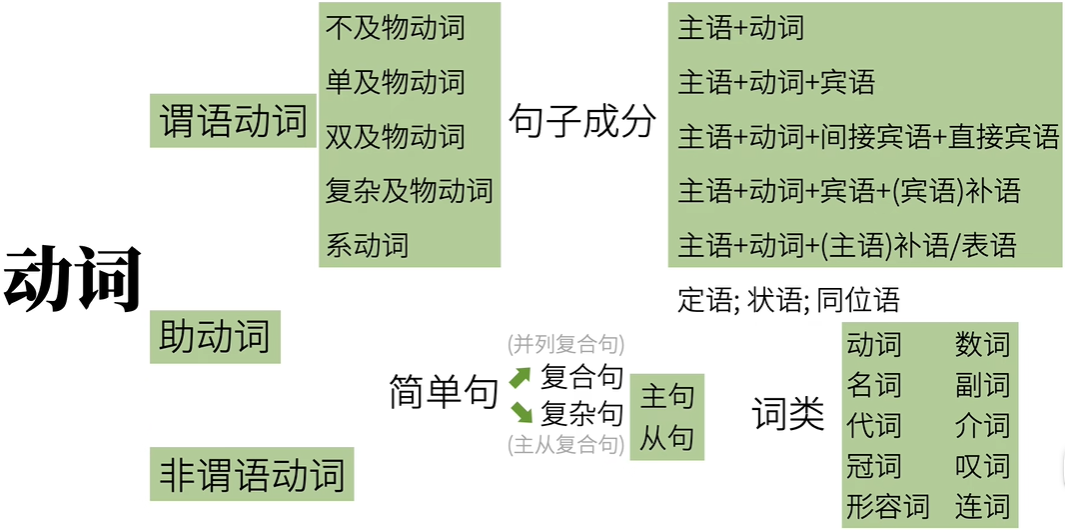 动词
谓语动词
不及物动词
单及物动词
双及物动词
复杂及物动词
系动词
句子成分
主语+动词
主语+动词+宾语
主语+动词+间接宾语+直接宾语
主语+动词+宾语+(宾语)补语
主语+动词+(主语)补语/表语
定语; 状语; 同位语
助动词
非谓语动词
简单句
(并列复合句)
复合句
复杂句
(主从复合句)
主句
从句
词类
动词 数词
名词 副词
代词 介词
冠词 叹词
形容词 连词